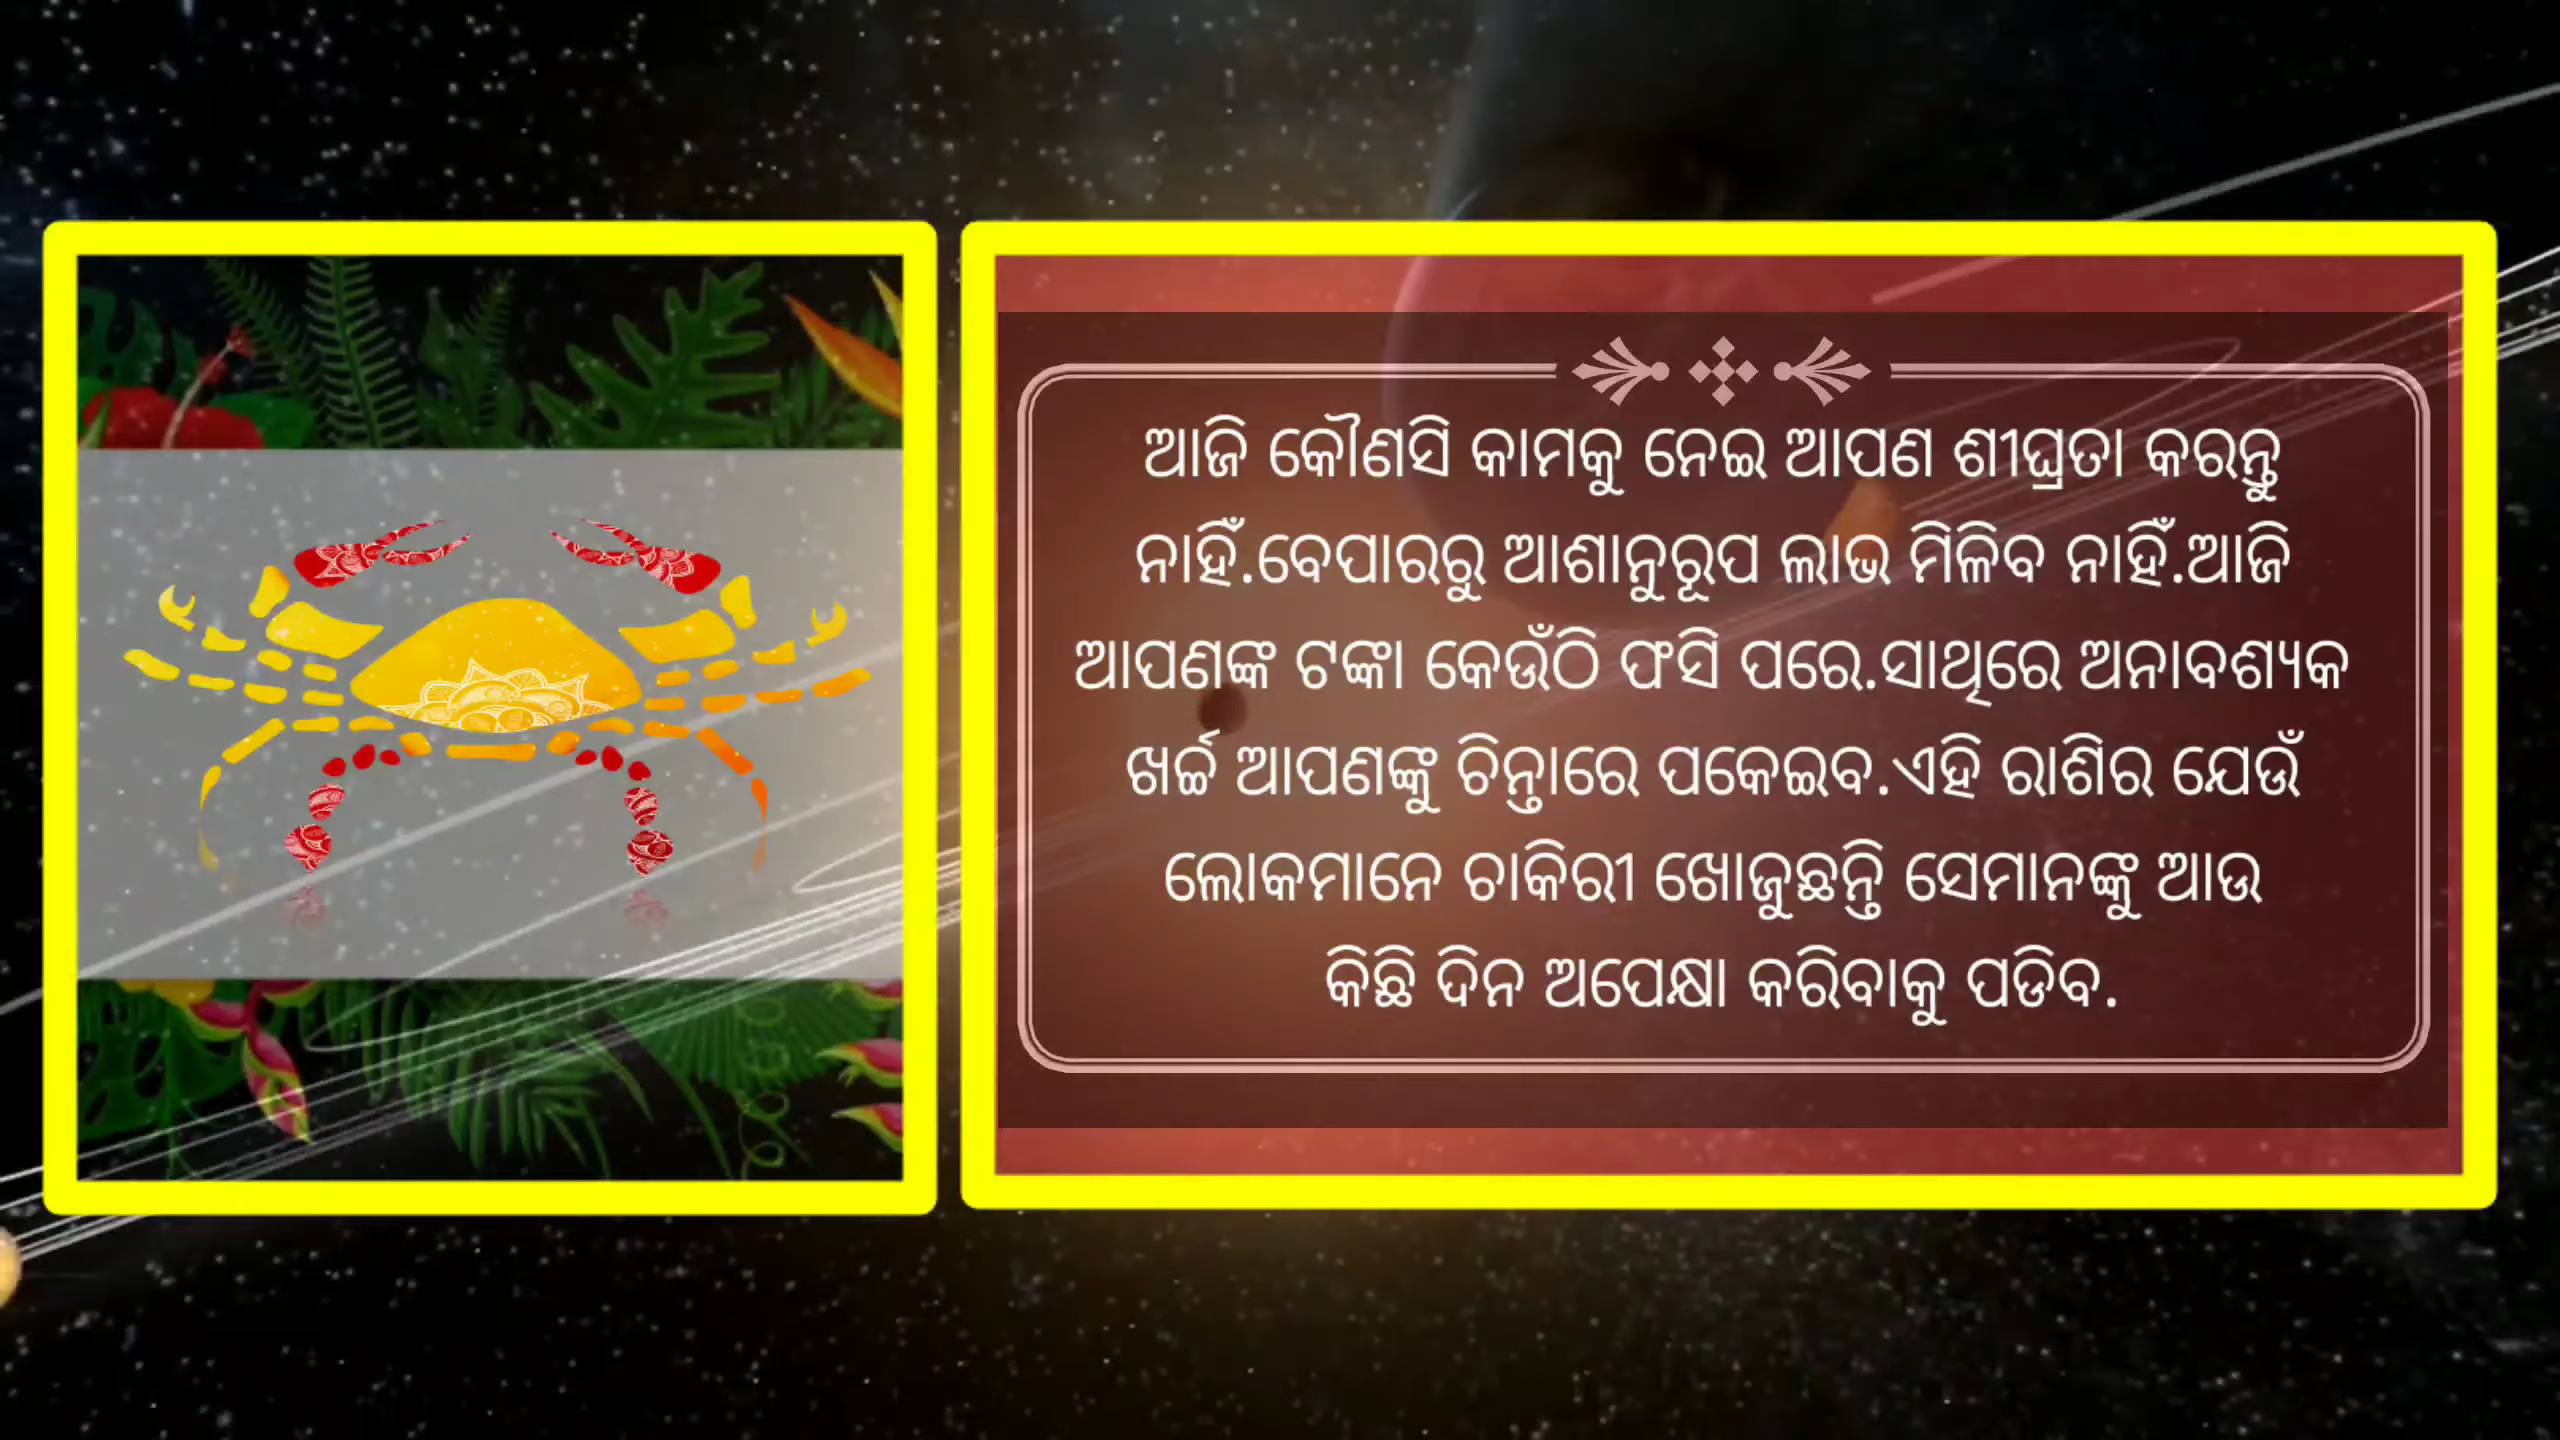 ଆଜି କୌଣସି କାମକୁ ନେଇ ଆପଣ ଶୀଘ୍ରତା କରନ୍ତୁ
ନାହିଁ.ବେପାରରୁ ଆଶାନୁରୂପ ଲାଭ ମିଳିବ ନାହିଁ.ଆଜି
ଆପଣଙ୍କ ଟଙ୍କା କେଉଁଠି ଫସି ପରେ.ସାଥିରେ ଅନାବଶ୍ୟକ
ଖର୍ଚ୍ଚ ଆପଣଙ୍କୁ ଚିନ୍ତାରେ ପକେଇବ.ଏହି ରାଶିର ଯେଉଁ
ଲୋକମାନେ ଚାକିରୀ ଖୋଜୁଛନ୍ତି ସେମାନଙ୍କୁ ଆଉ
କିଛି ଦିନ ଅପେକ୍ଷା କରିବାକୁ ପଡିବ.